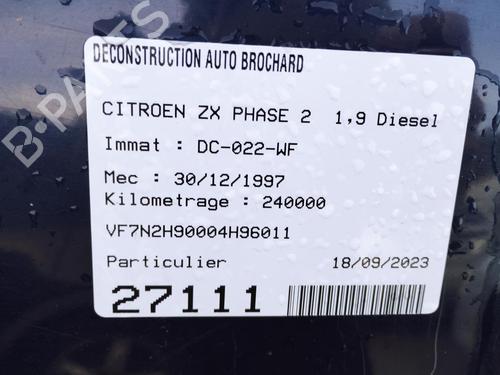 B-PARTS
DECONSTRUCTION AUTO BROCHARD
CITROEN ZX PHASE 2 1,9 Diesel
Immat : DC-022-WF
Mec : 30/12/1997
Kilometrage : 240000
VF7N2H90004H96011
Particulier 18/09/2023
27111